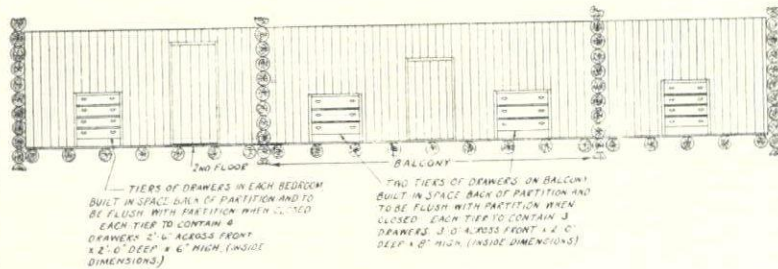 2ND FLOOR
BALCONY
TIERS OF DRAWERS IN EACH BEDROOM
BUILT IN SPACE BACK OF PARTITION AND TO
BE FLUSH WITH PARTITION WHEN CLOSED
EACH TIER TO CONTAIN 4
DRAWERS 2'-6" ACROSS FRONT
x 2'-0" DEEP x 6" HIGH. (INSIDE
DIMENSIONS.)
TWO TIERS OF DRAWERS ON BALCONY
BUILT IN SPACE BACK OF PARTITION AND
TO BE FLUSH WITH PARTITION WHEN
CLOSED. EACH TIER TO CONTAIN 3
DRAWERS 3'-0" ACROSS FRONT x 2'-0"
DEEP x 8" HIGH. (INSIDE DIMENSIONS)